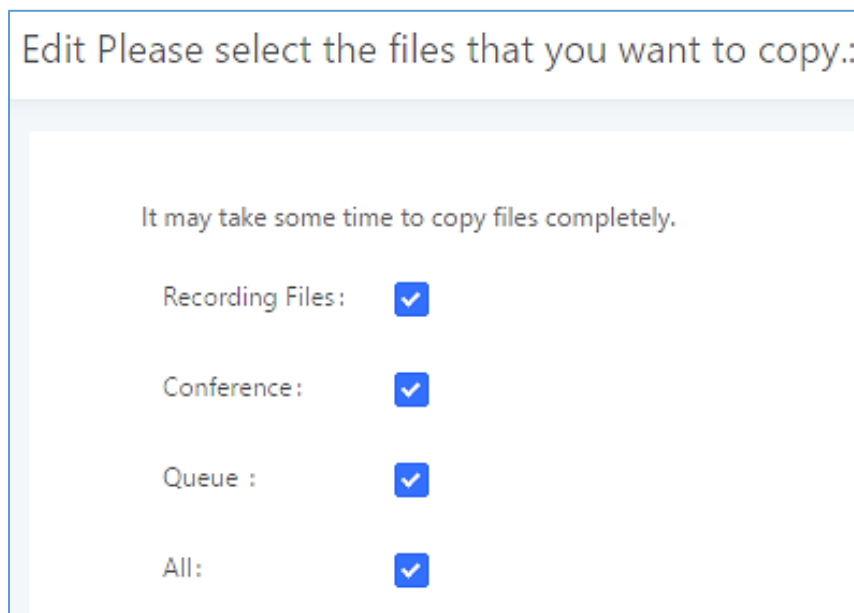 Edit Please select the files that you want to copy.:
It may take some time to copy files completely.
Recording Files:
Conference:
Queue :
All: